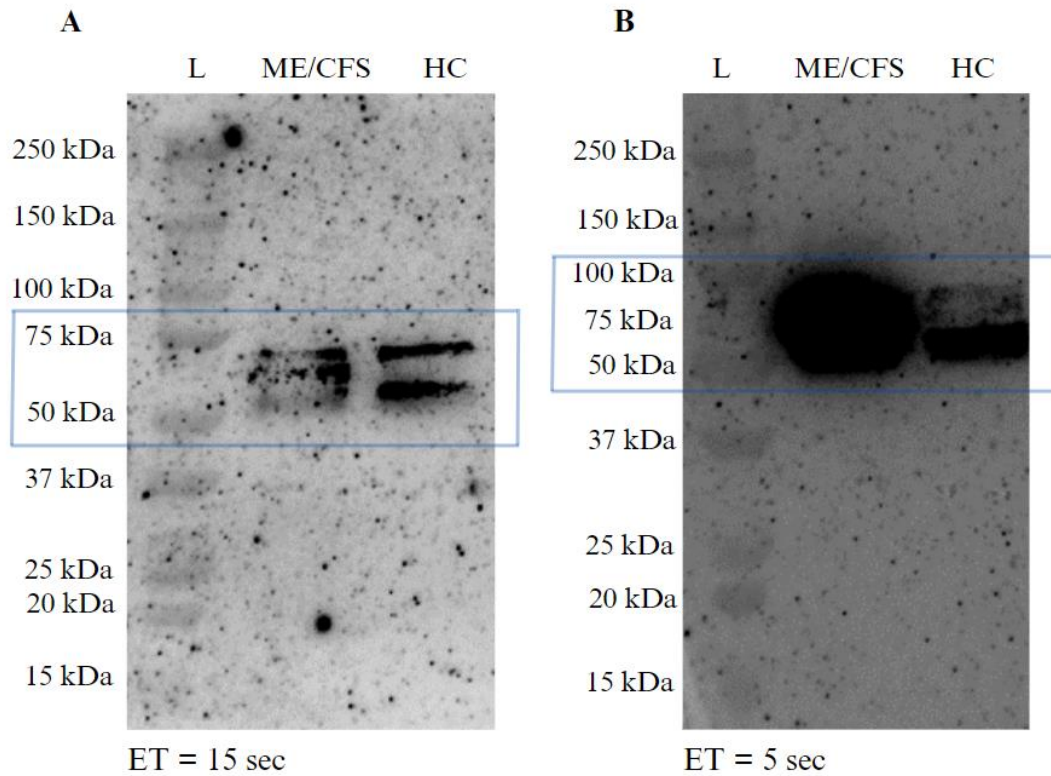 A
L ME/CFS HC
250 kDa
150 kDa
100 kDa
75 kDa
50 kDa
37 kDa
25 kDa
20 kDa
15 kDa
ET = 15 sec
B
L ME/CFS HC
250 kDa
150 kDa
100 kDa
75 kDa
50 kDa
37 kDa
25 kDa
20 kDa
15 kDa
ET = 5 sec